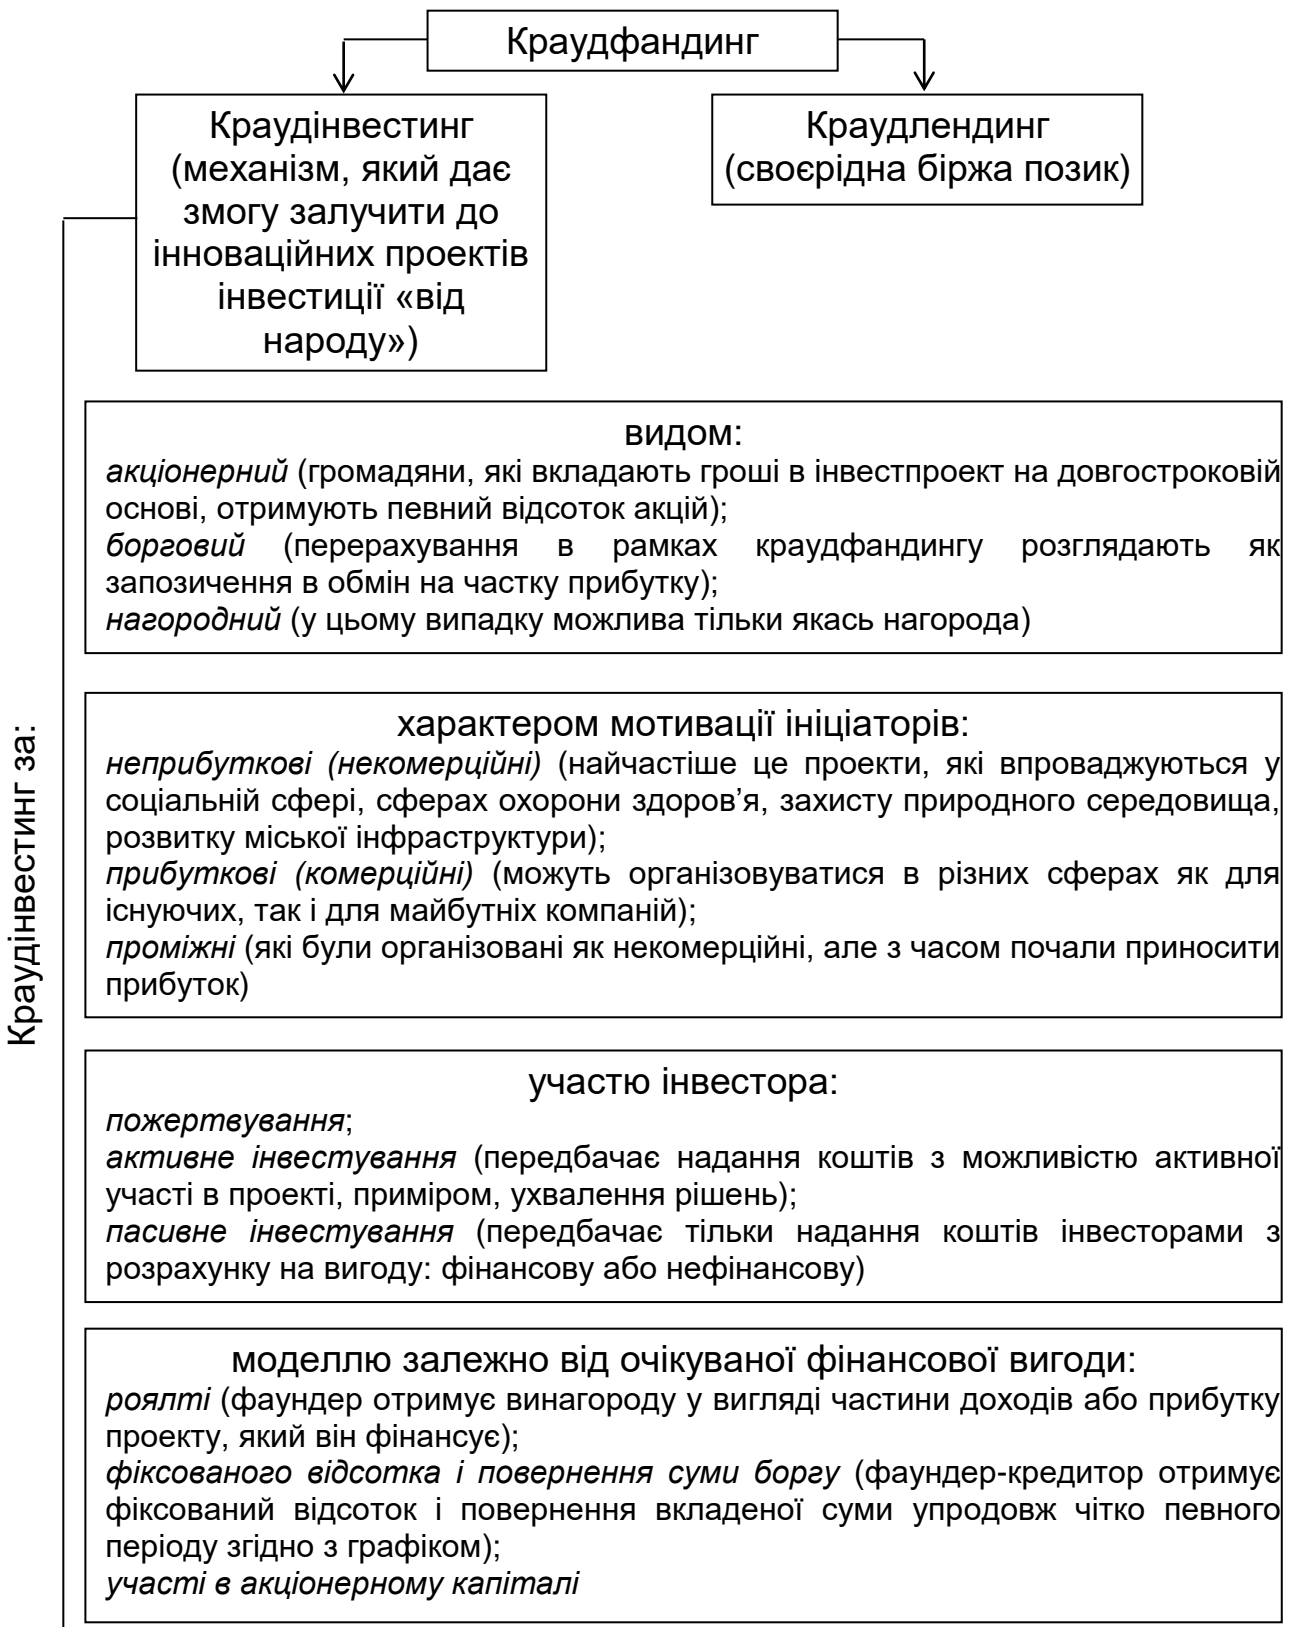 Краудфандинг
Краудінвестинг
(механізм, який дає
змогу залучити до
інноваційних проектів
інвестиції «від
народу»)
Краудлендинг
(своєрідна біржа позик)
Краудінвестинг за:
видом:
акціонерний (громадяни, які вкладають гроші в інвестпроект на довгостроковій
основі, отримують певний відсоток акцій);
борговий (перерахування в рамках краудфандингу розглядають як
запозичення в обмін на частку прибутку);
нагородний (у цьому випадку можлива тільки якась нагорода)
характером мотивації ініціаторів:
неприбуткові (некомерційні) (найчастіше це проекти, які впроваджуються у
соціальній сфері, сферах охорони здоров’я, захисту природного середовища,
розвитку міської інфраструктури);
прибуткові (комерційні) (можуть організовуватися в різних сферах як для
існуючих, так і для майбутніх компаній);
проміжні (які були організовані як некомерційні, але з часом почали приносити
прибуток)
участю інвестора:
пожертвування;
активне інвестування (передбачає надання коштів з можливістю активної
участі в проекті, приміром, ухвалення рішень);
пасивне інвестування (передбачає тільки надання коштів інвесторами з
розрахунку на вигоду: фінансову або нефінансову)
моделлю залежно від очікуваної фінансової вигоди:
роялті (фаундер отримує винагороду у вигляді частини доходів або прибутку
проекту, який він фінансує);
фіксованого відсотка і повернення суми боргу (фаундер-кредитор отримує
фіксований відсоток і повернення вкладеної суми упродовж чітко певного
періоду згідно з графіком);
участі в акціонерному капіталі